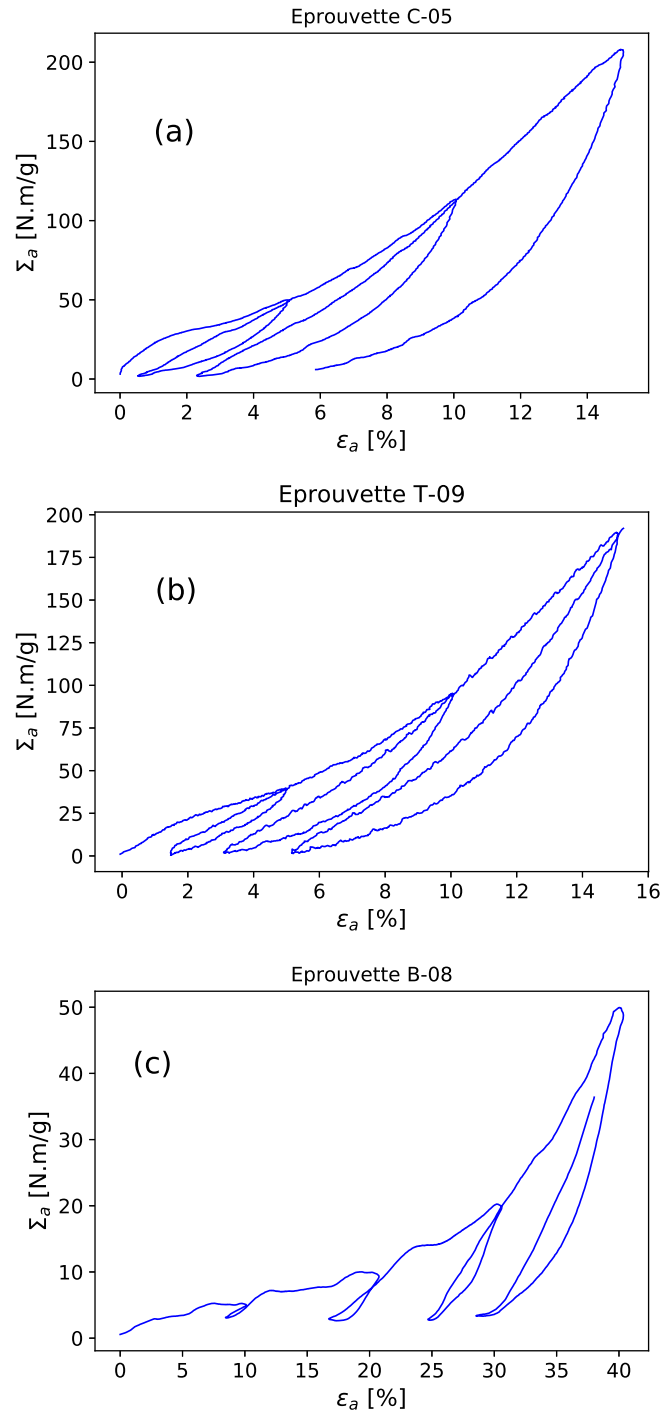 Eprouvette C-05
200
150
100
50
0
(a)
Σa [N.m/g]
0 2 4 6 8 10 12 14
εa [%]
Eprouvette T-09
200
175
150
125
100
75
50
25
0
(b)
Σa [N.m/g]
0 2 4 6 8 10 12 14 16
εa [%]
Eprouvette B-08
50
40
30
20
10
0
(c)
Σa [N.m/g]
0 5 10 15 20 25 30 35 40
εa [%]